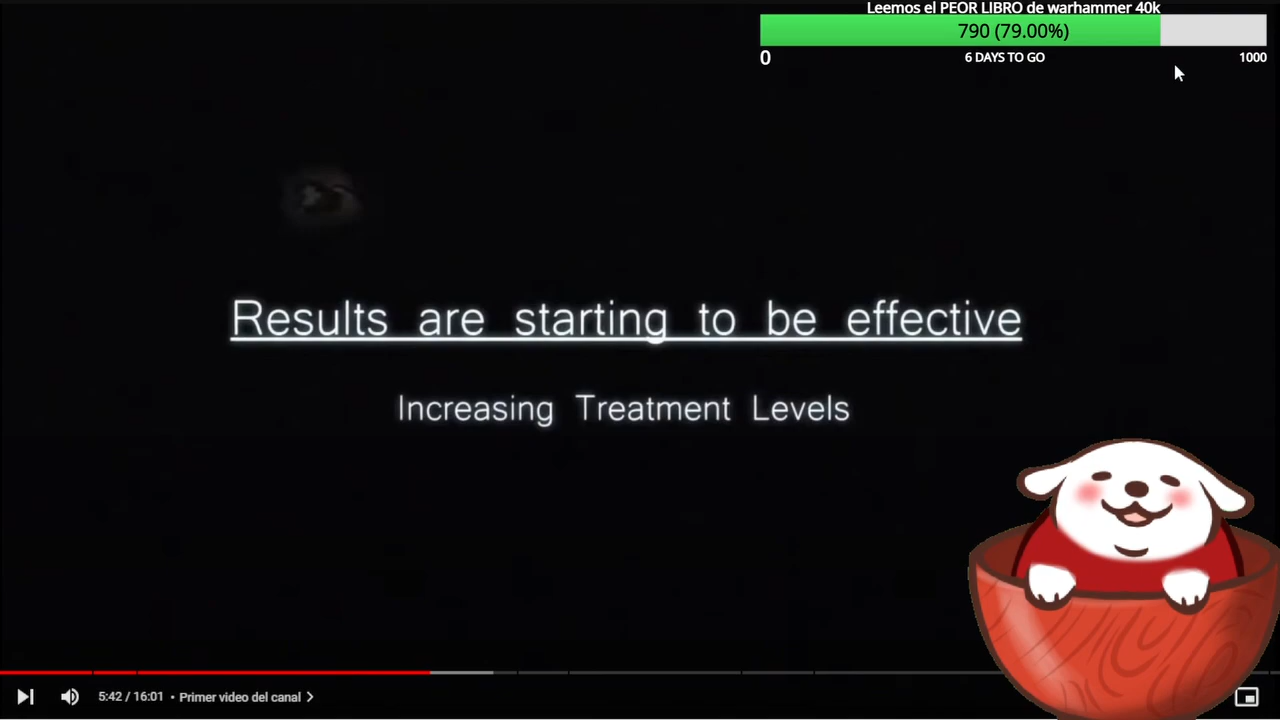 Leemos el PEOR LIBRO de warhammer 40k
790 (79.00%)
0 6 DAYS TO GO 1000
Results are starting to be effective
Increasing Treatment Levels
5:42 / 16:01 • Primer video del canal